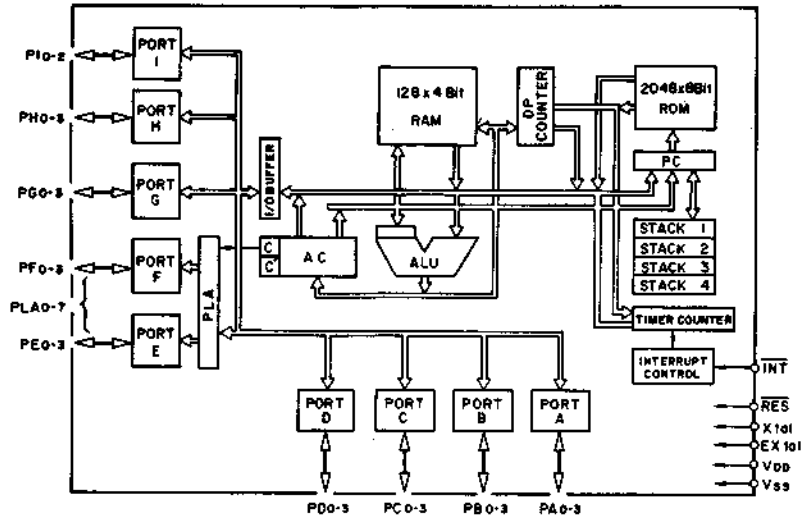 PI0-2
PORT
I
PH0-3
PORT
H
PG0-3
PORT
G
PF0-3
PORT
F
PLA0-7
PE0-3
PORT
E
PLA
I/O BUFFER
C
C
AC
128x4Bit
RAM
DP
COUNTER
2048x8Bit
ROM
PC
STACK 1
STACK 2
STACK 3
STACK 4
ALU
TIMER COUNTER
INTERRUPT
CONTROL
INT
RES
Xtal
EXtal
VDD
VSS
PORT
D
PORT
C
PORT
B
PORT
A
PD0-3
PC0-3
PB0-3
PA0-3